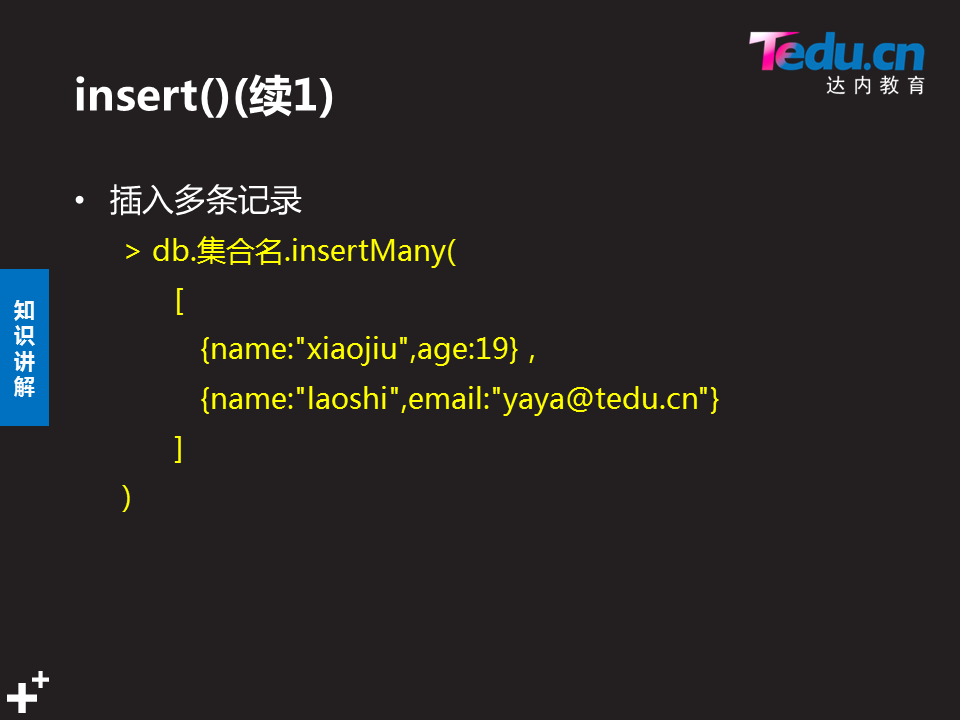 Tedu.cn
达内教育
insert()(续1)
• 插入多条记录
> db.集合名.insertMany(
[
{name:"xiaojiu",age:19} ,
{name:"laoshi",email:"yaya@tedu.cn"}
]
)
知识讲解